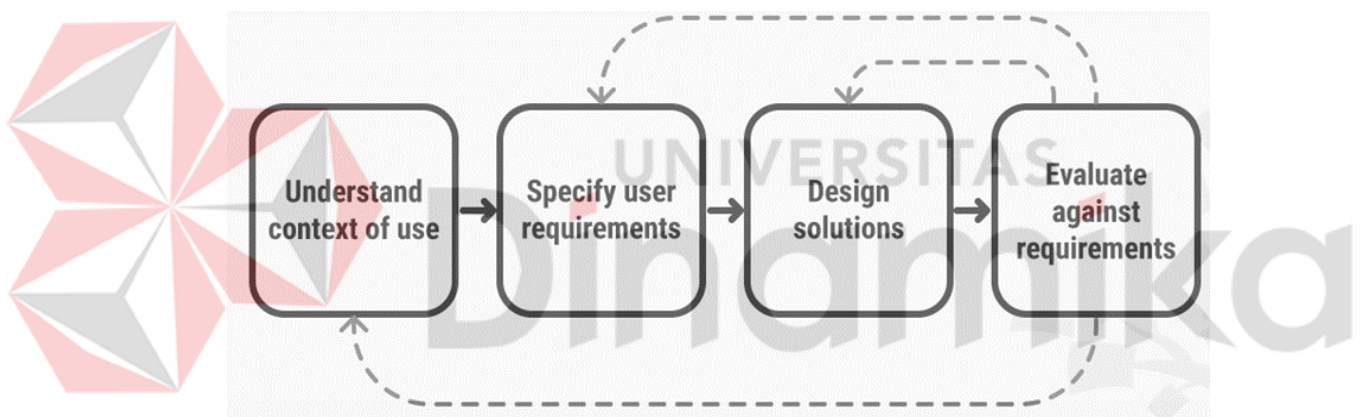 UNIVERSITAS
Dinamika
Understand
context of use
Specify user
requirements
Design
solutions
Evaluate
against
requirements